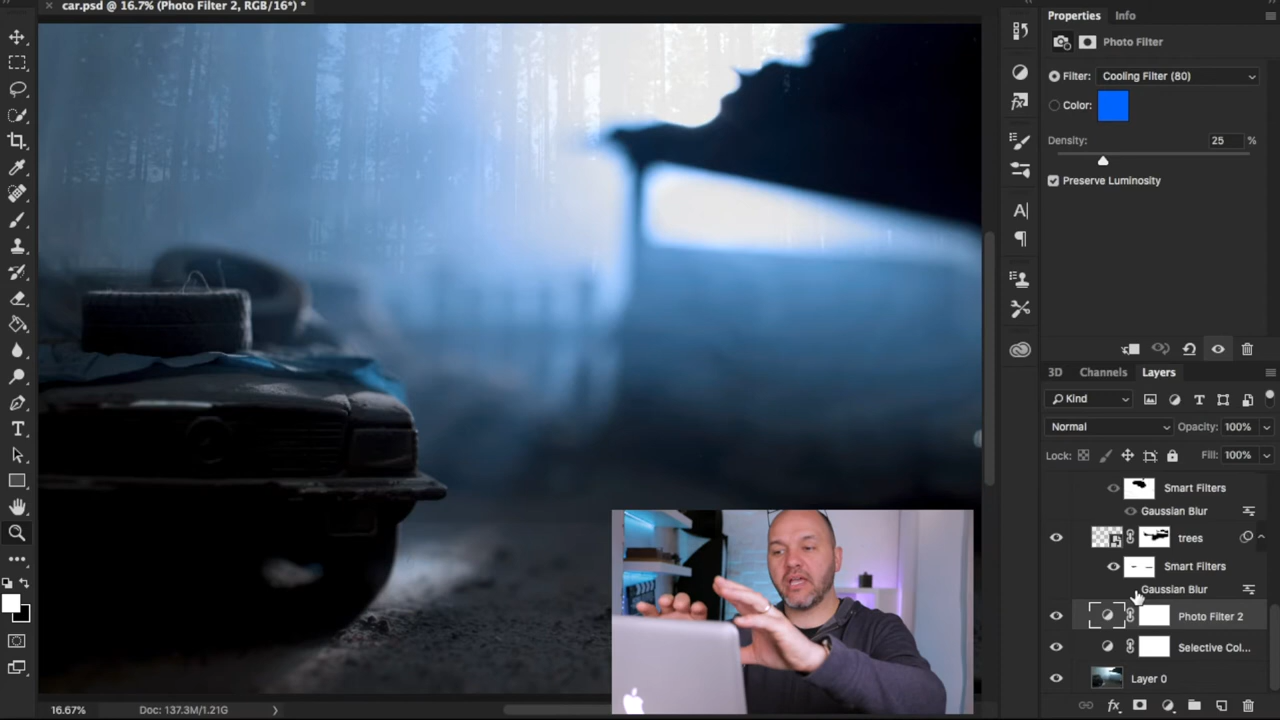 car.psd @ 16.7% (Photo Filter 2, RGB/16*) *
Properties Info
Photo Filter
Filter: Cooling Filter (80)
Color:
Density: 25 %
Preserve Luminosity
3D Channels Layers
Kind
Normal Opacity: 100%
Lock: Fill: 100%
Smart Filters
Gaussian Blur
trees
Smart Filters
Gaussian Blur
Photo Filter 2
Selective Col...
Layer 0
16.67% Doc: 137.3M/1.21G